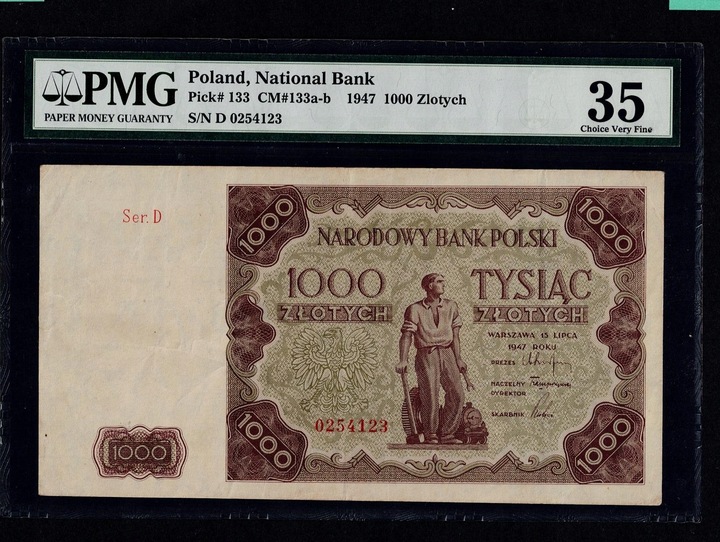 PMG
PAPER MONEY GUARANTY
Poland, National Bank
Pick# 133 CM#133a-b 1947 1000 Zlotych
S/N D 0254123
35
Choice Very Fine
Ser. D
1000
1000
NARODOWY BANK POLSKI
1000 TYSIĄC
ZŁOTYCH ZŁOTYCH
WARSZAWA 15 LIPCA
1947 ROKU
PREZES
NACZELNY
DYREKTOR
SKARBNIK
0254123
1000
1000
1000